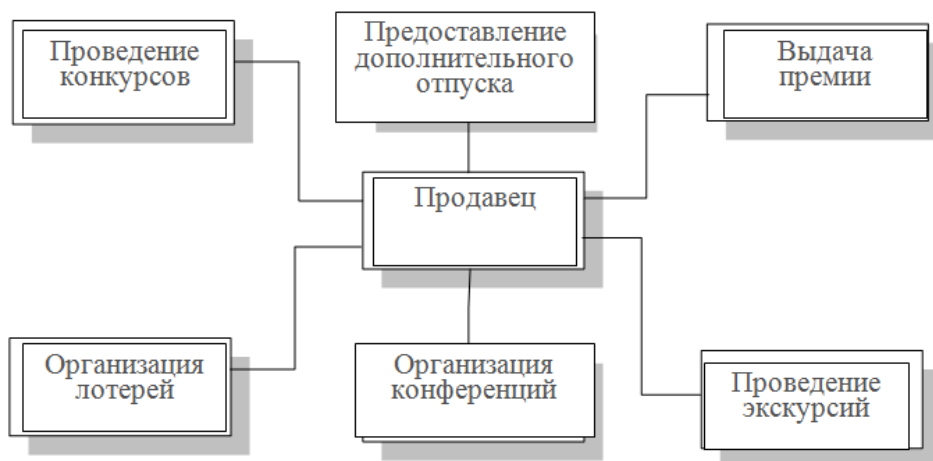 Проведение
конкурсов
Предоставление
дополнительного
отпуска
Выдача
премии
Продавец
Организация
лотерей
Организация
конференций
Проведение
экскурсий